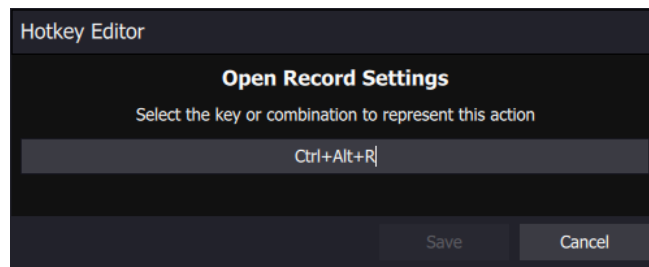 Hotkey Editor
Open Record Settings
Select the key or combination to represent this action
Ctrl+Alt+R
Save Cancel